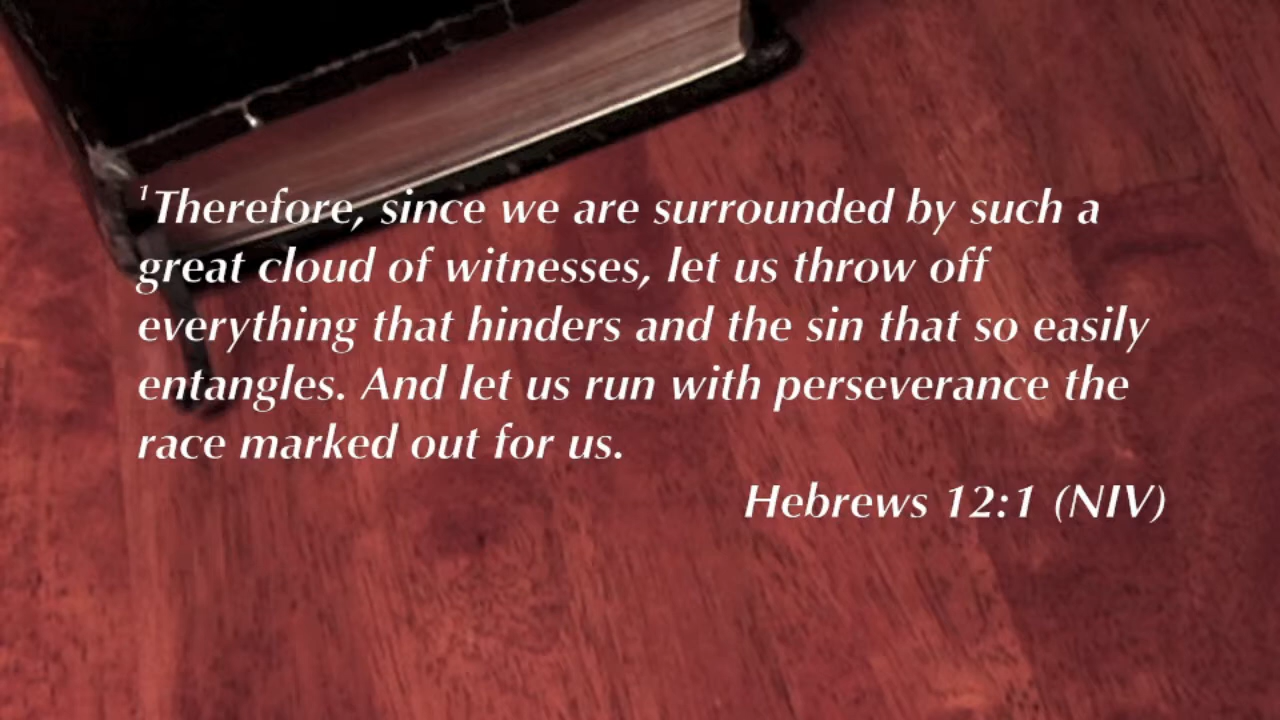 ¹Therefore, since we are surrounded by such a
great cloud of witnesses, let us throw off
everything that hinders and the sin that so easily
entangles. And let us run with perseverance the
race marked out for us.
Hebrews 12:1 (NIV)